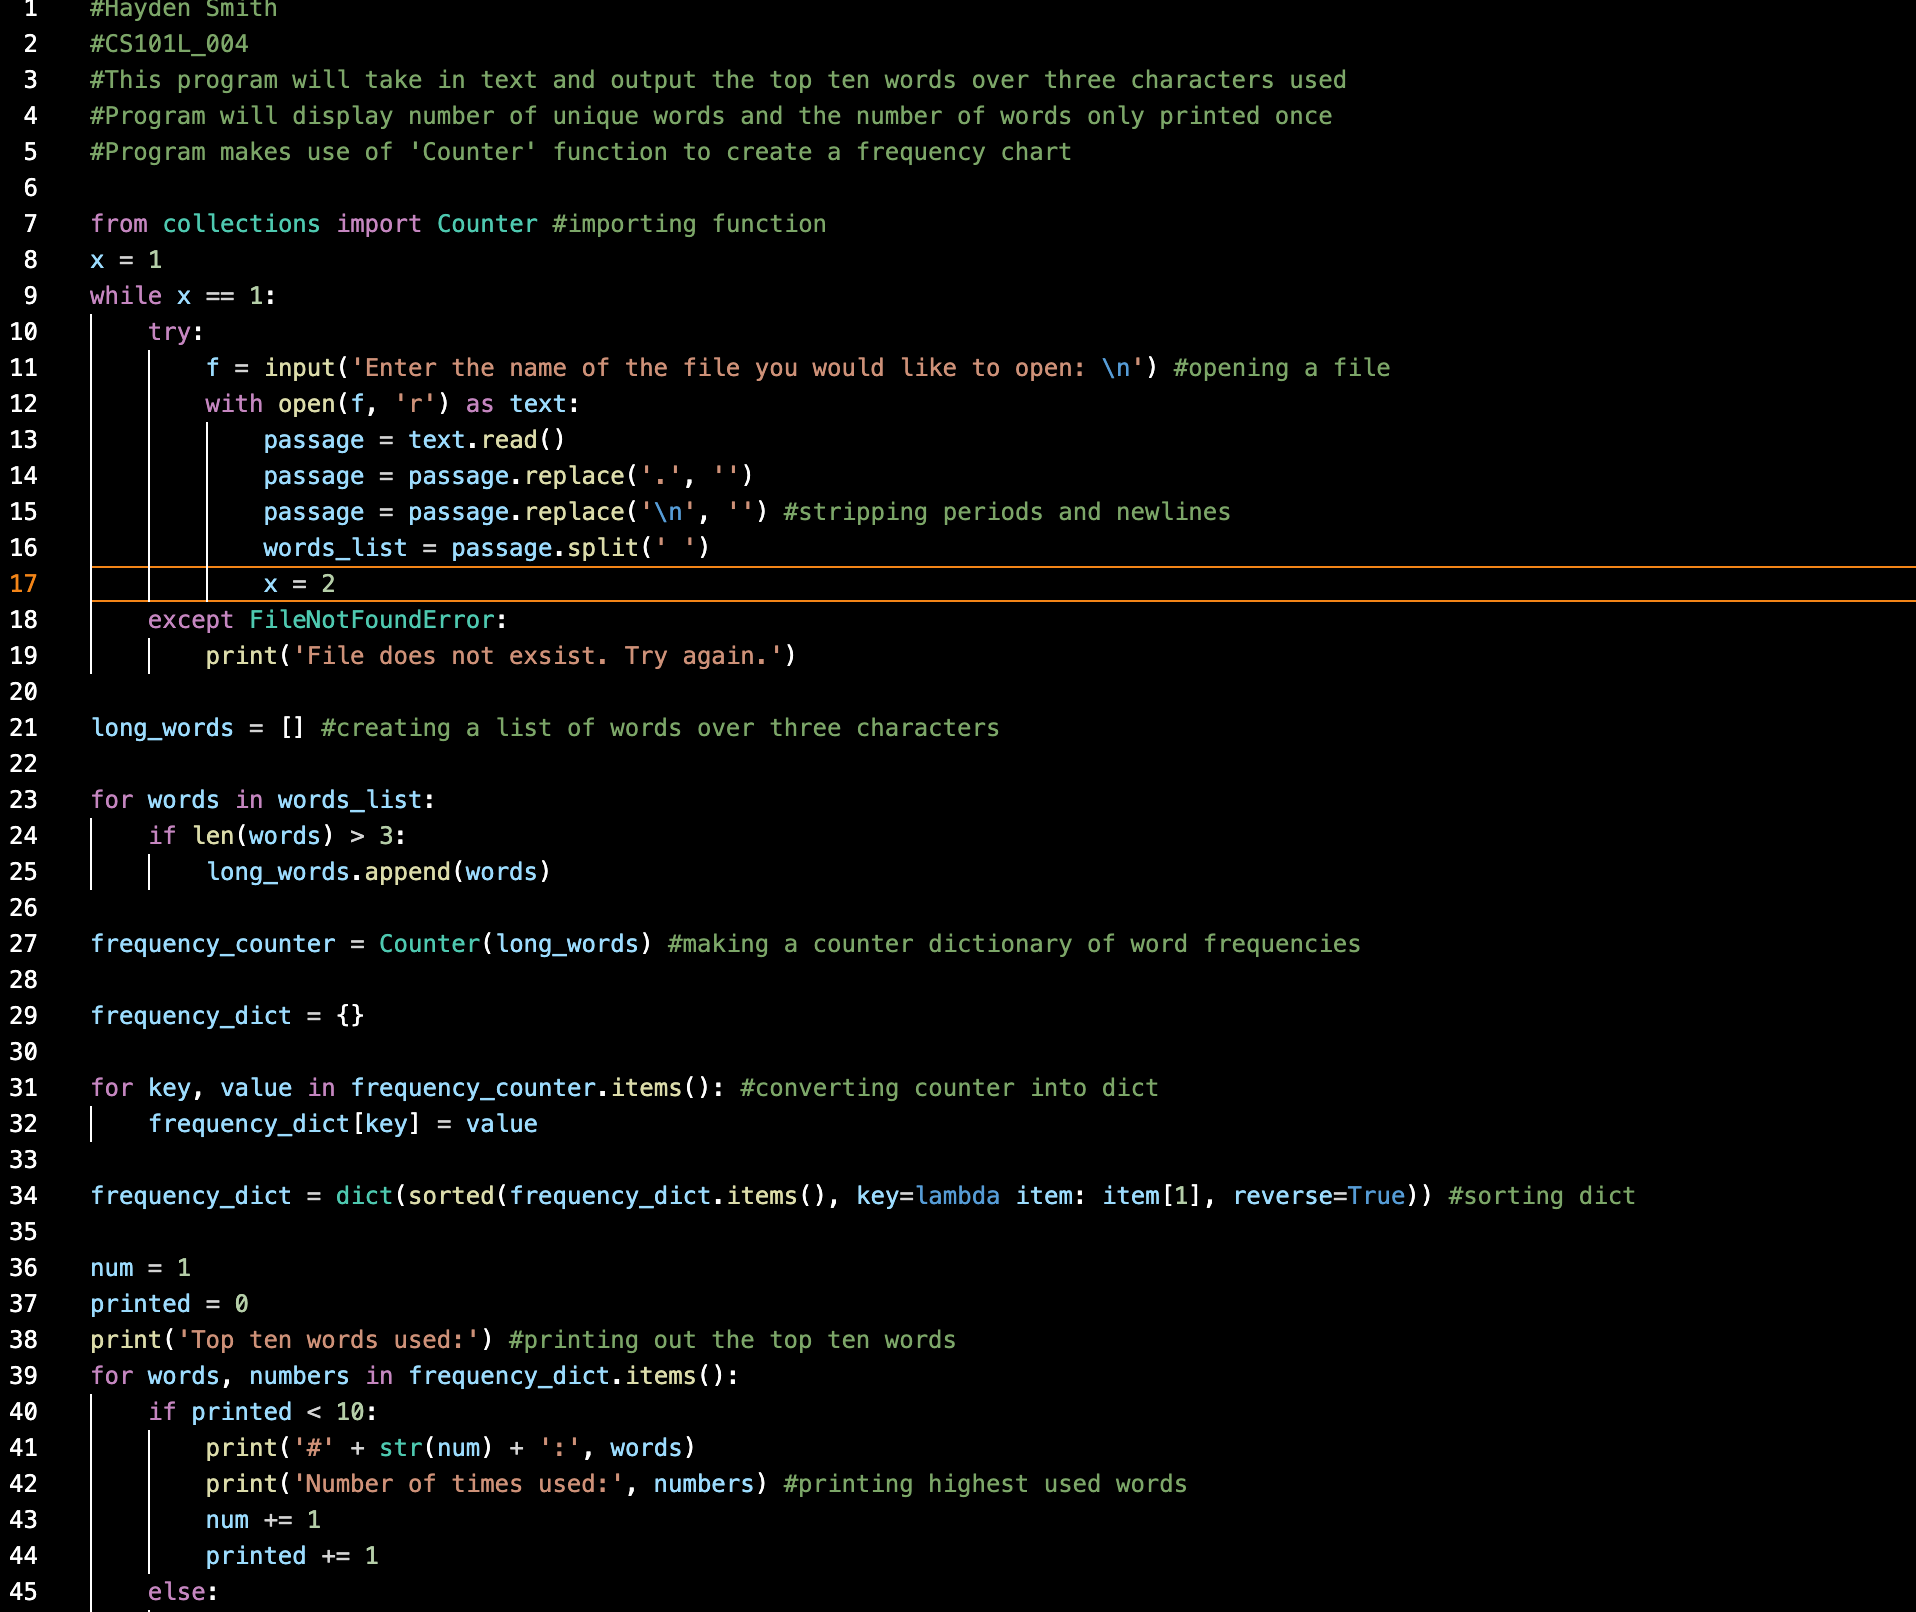 1 #Hayden Smith
2 #CS101L_004
3 #This program will take in text and output the top ten words over three characters used
4 #Program will display number of unique words and the number of words only printed once
5 #Program makes use of 'Counter' function to create a frequency chart
6
7 from collections import Counter #importing function
8 x = 1
9 while x == 1:
10     try:
11         f = input('Enter the name of the file you would like to open: \n') #opening a file
12         with open(f, 'r') as text:
13             passage = text.read()
14             passage = passage.replace('.', '')
15             passage = passage.replace('\n', '') #stripping periods and newlines
16             words_list = passage.split(' ')
17             x = 2
18     except FileNotFoundError:
19         print('File does not exsist. Try again.')
20
21 long_words = [] #creating a list of words over three characters
22
23 for words in words_list:
24     if len(words) > 3:
25         long_words.append(words)
26
27 frequency_counter = Counter(long_words) #making a counter dictionary of word frequencies
28
29 frequency_dict = {}
30
31 for key, value in frequency_counter.items(): #converting counter into dict
32     frequency_dict[key] = value
33
34 frequency_dict = dict(sorted(frequency_dict.items(), key=lambda item: item[1], reverse=True)) #sorting dict
35
36 num = 1
37 printed = 0
38 print('Top ten words used:') #printing out the top ten words
39 for words, numbers in frequency_dict.items():
40     if printed < 10:
41         print('#' + str(num) + ':', words)
42         print('Number of times used:', numbers) #printing highest used words
43         num += 1
44         printed += 1
45     else: